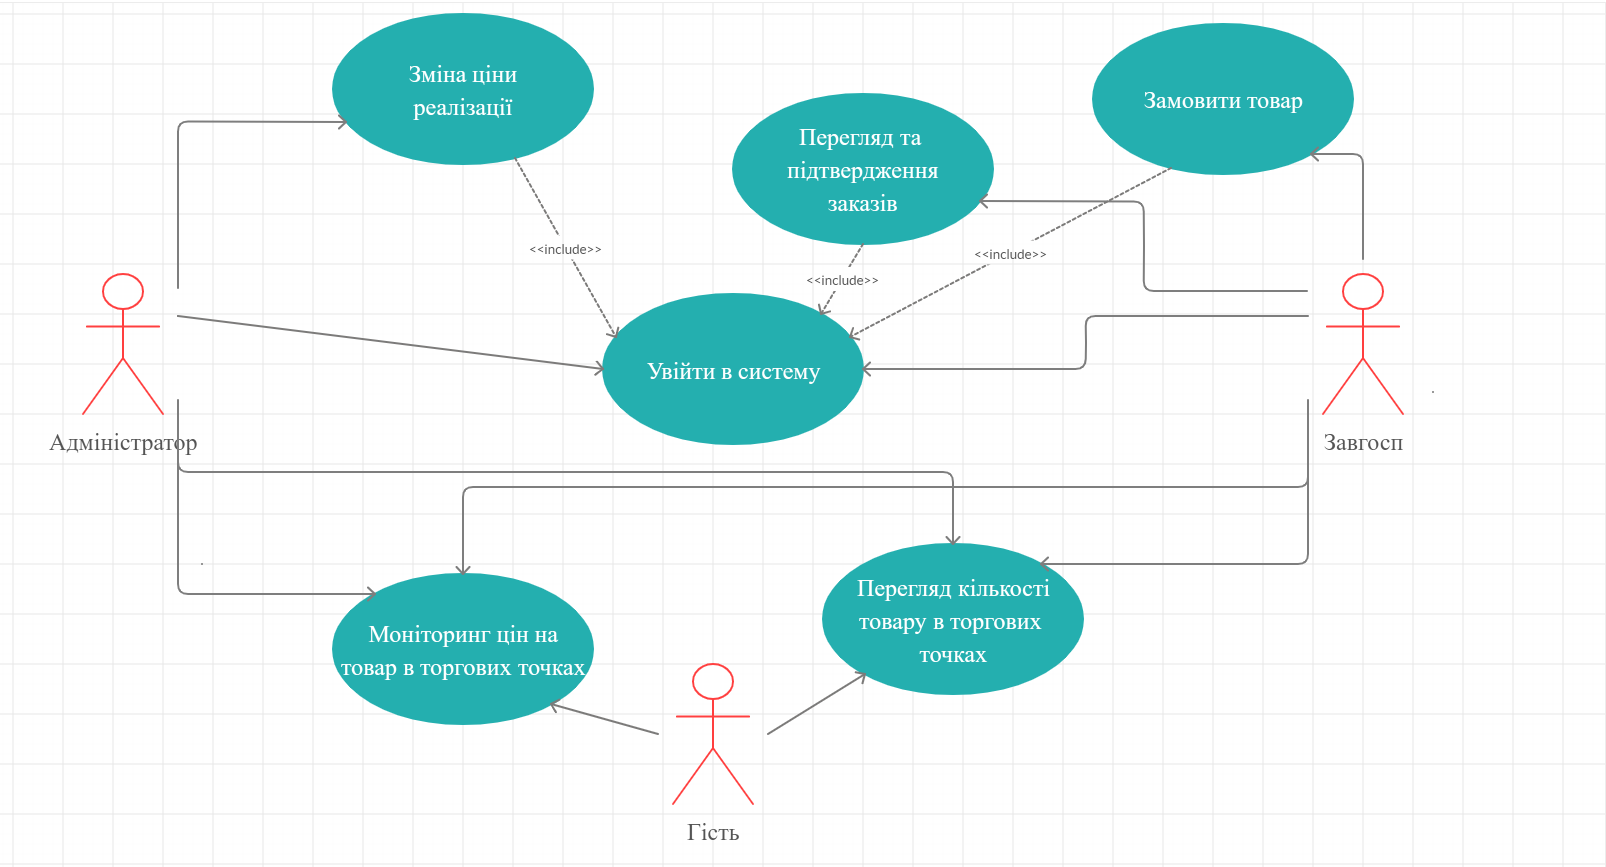 Зміна ціни
реалізації
Перегляд та
підтвердження
заказів
Замовити товар
<<include>>
<<include>>
<<include>>
Увійти в систему
Адміністратор
Завгосп
Моніторинг цін на
товар в торгових точках
Перегляд кількості
товару в торгових
точках
Гість